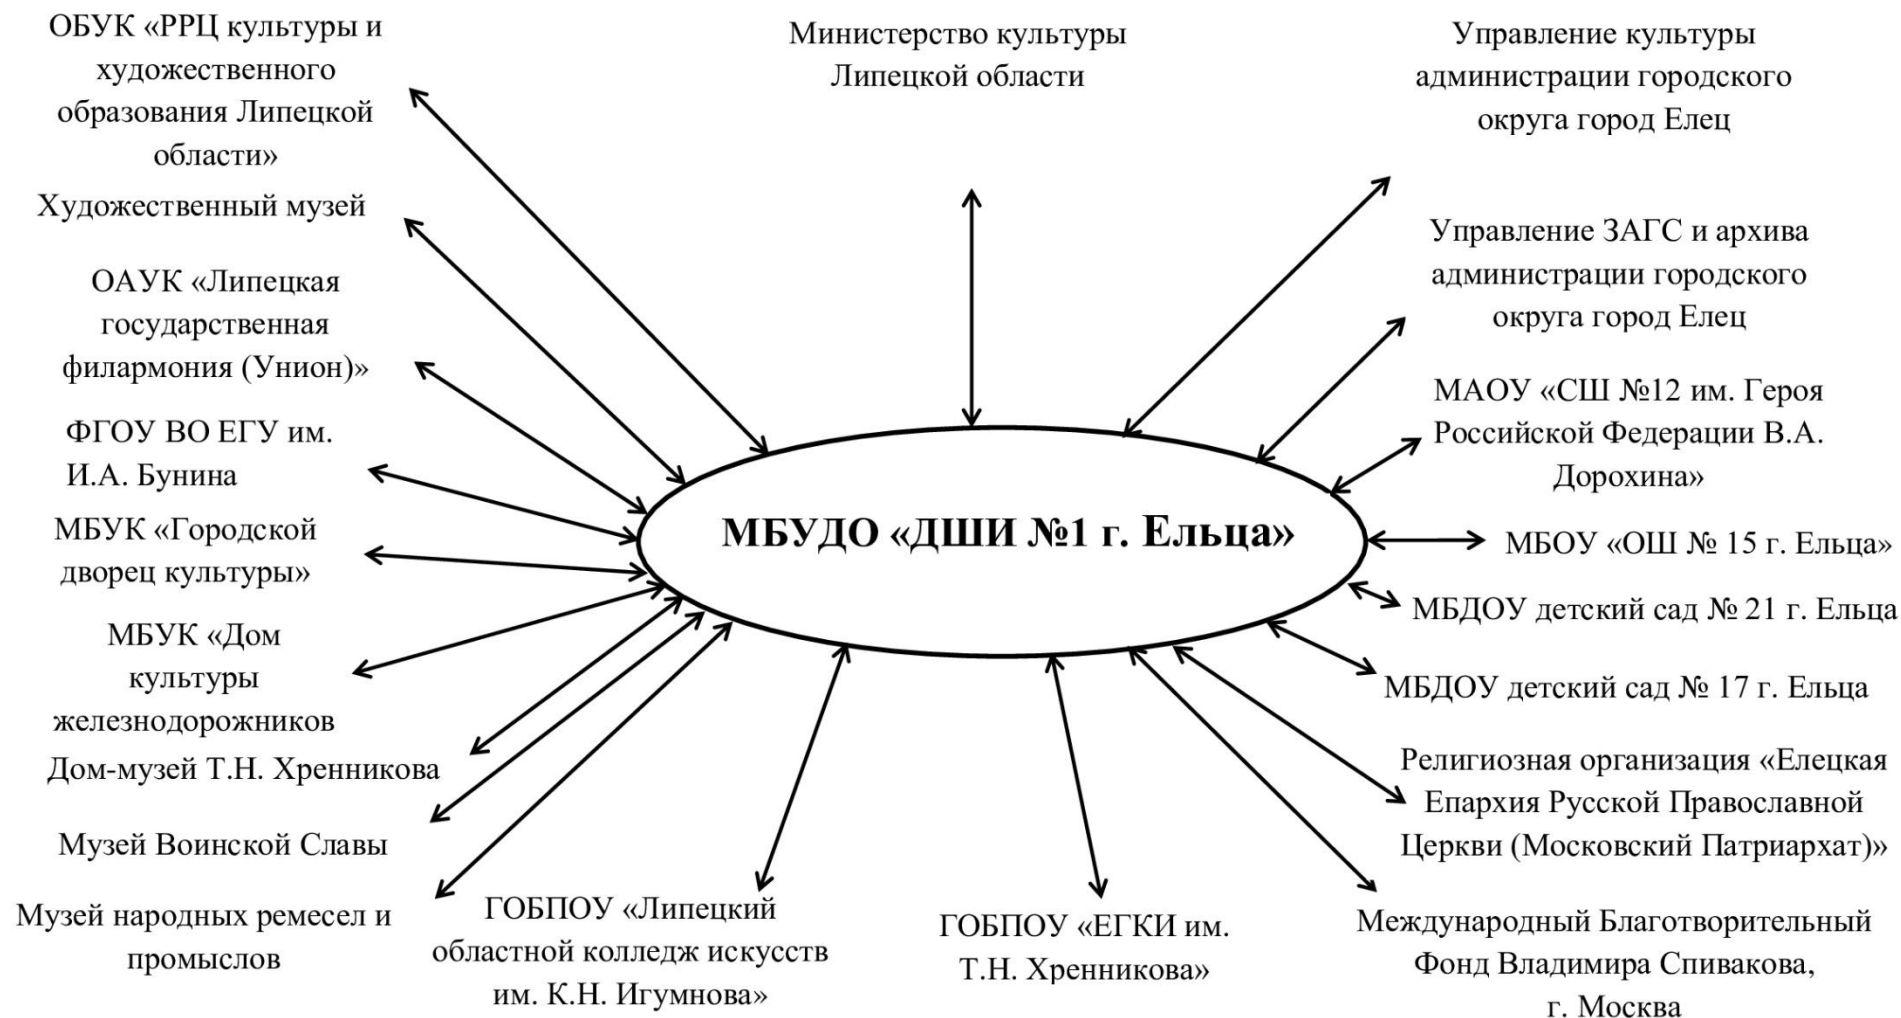 ОБУК «РРЦ культуры и
художественного
образования Липецкой
области»
Министерство культуры
Липецкой области
Управление культуры
администрации городского
округа город Елец
Художественный музей
Управление ЗАГС и архива
администрации городского
округа город Елец
ОАУК «Липецкая
государственная
филармония (Унион)»
МАОУ «СШ №12 им. Героя
Российской Федерации В.А.
Дорохина»
ФГОУ ВО ЕГУ им.
И.А. Бунина
МБУДО «ДШИ №1 г. Ельца»
МБОУ «ОШ № 15 г. Ельца»
МБУК «Городской
дворец культуры»
МБДОУ детский сад № 21 г. Ельца
МБУК «Дом
культуры
железнодорожников
МБДОУ детский сад № 17 г. Ельца
Дом-музей Т.Н. Хренникова
Религиозная организация «Елецкая
Епархия Русской Православной
Церкви (Московский Патриархат)»
Музей Воинской Славы
Музей народных ремесел и
промыслов
ГОБПОУ «Липецкий
областной колледж искусств
им. К.Н. Игумнова»
ГОБПОУ «ЕГКИ им.
Т.Н. Хренникова»
Международный Благотворительный
Фонд Владимира Спивакова,
г. Москва